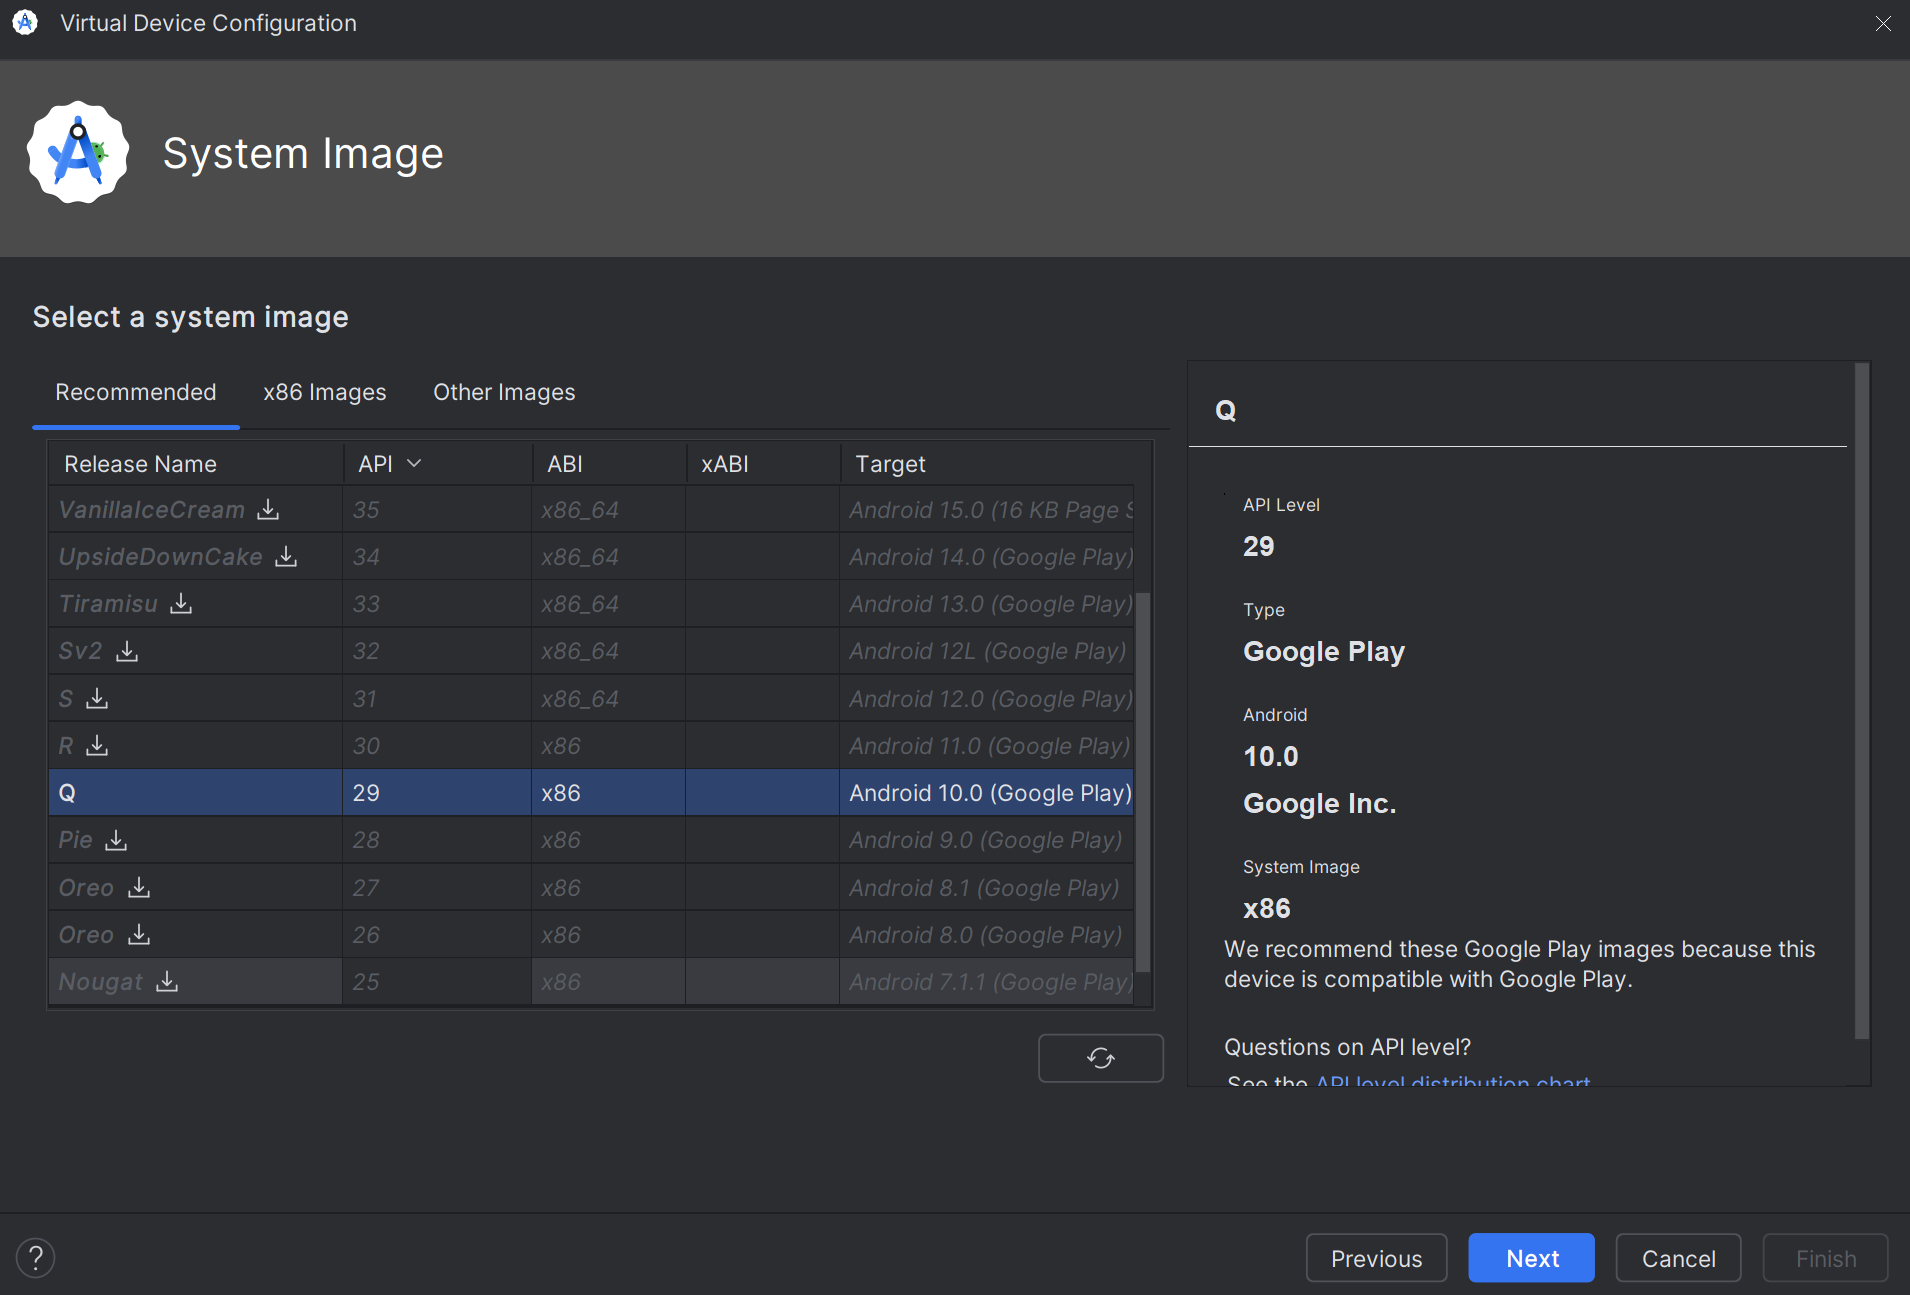 Virtual Device Configuration
System Image
Select a system image
Recommended x86 Images Other Images
Release Name API ABI xABI Target
VanillaIceCream 35 x86_64 Android 15.0 (16 KB Page S
UpsideDownCake 34 x86_64 Android 14.0 (Google Play)
Tiramisu 33 x86_64 Android 13.0 (Google Play)
Sv2 32 x86_64 Android 12L (Google Play)
S 31 x86_64 Android 12.0 (Google Play)
R 30 x86 Android 11.0 (Google Play)
Q 29 x86 Android 10.0 (Google Play)
Pie 28 x86 Android 9.0 (Google Play)
Oreo 27 x86 Android 8.1 (Google Play)
Oreo 26 x86 Android 8.0 (Google Play)
Nougat 25 x86 Android 7.1.1 (Google Play)
Q
API Level
29
Type
Google Play
Android
10.0
Google Inc.
System Image
x86
We recommend these Google Play images because this
device is compatible with Google Play.
Questions on API level?
See the API level distribution chart
?
Previous Next Cancel Finish